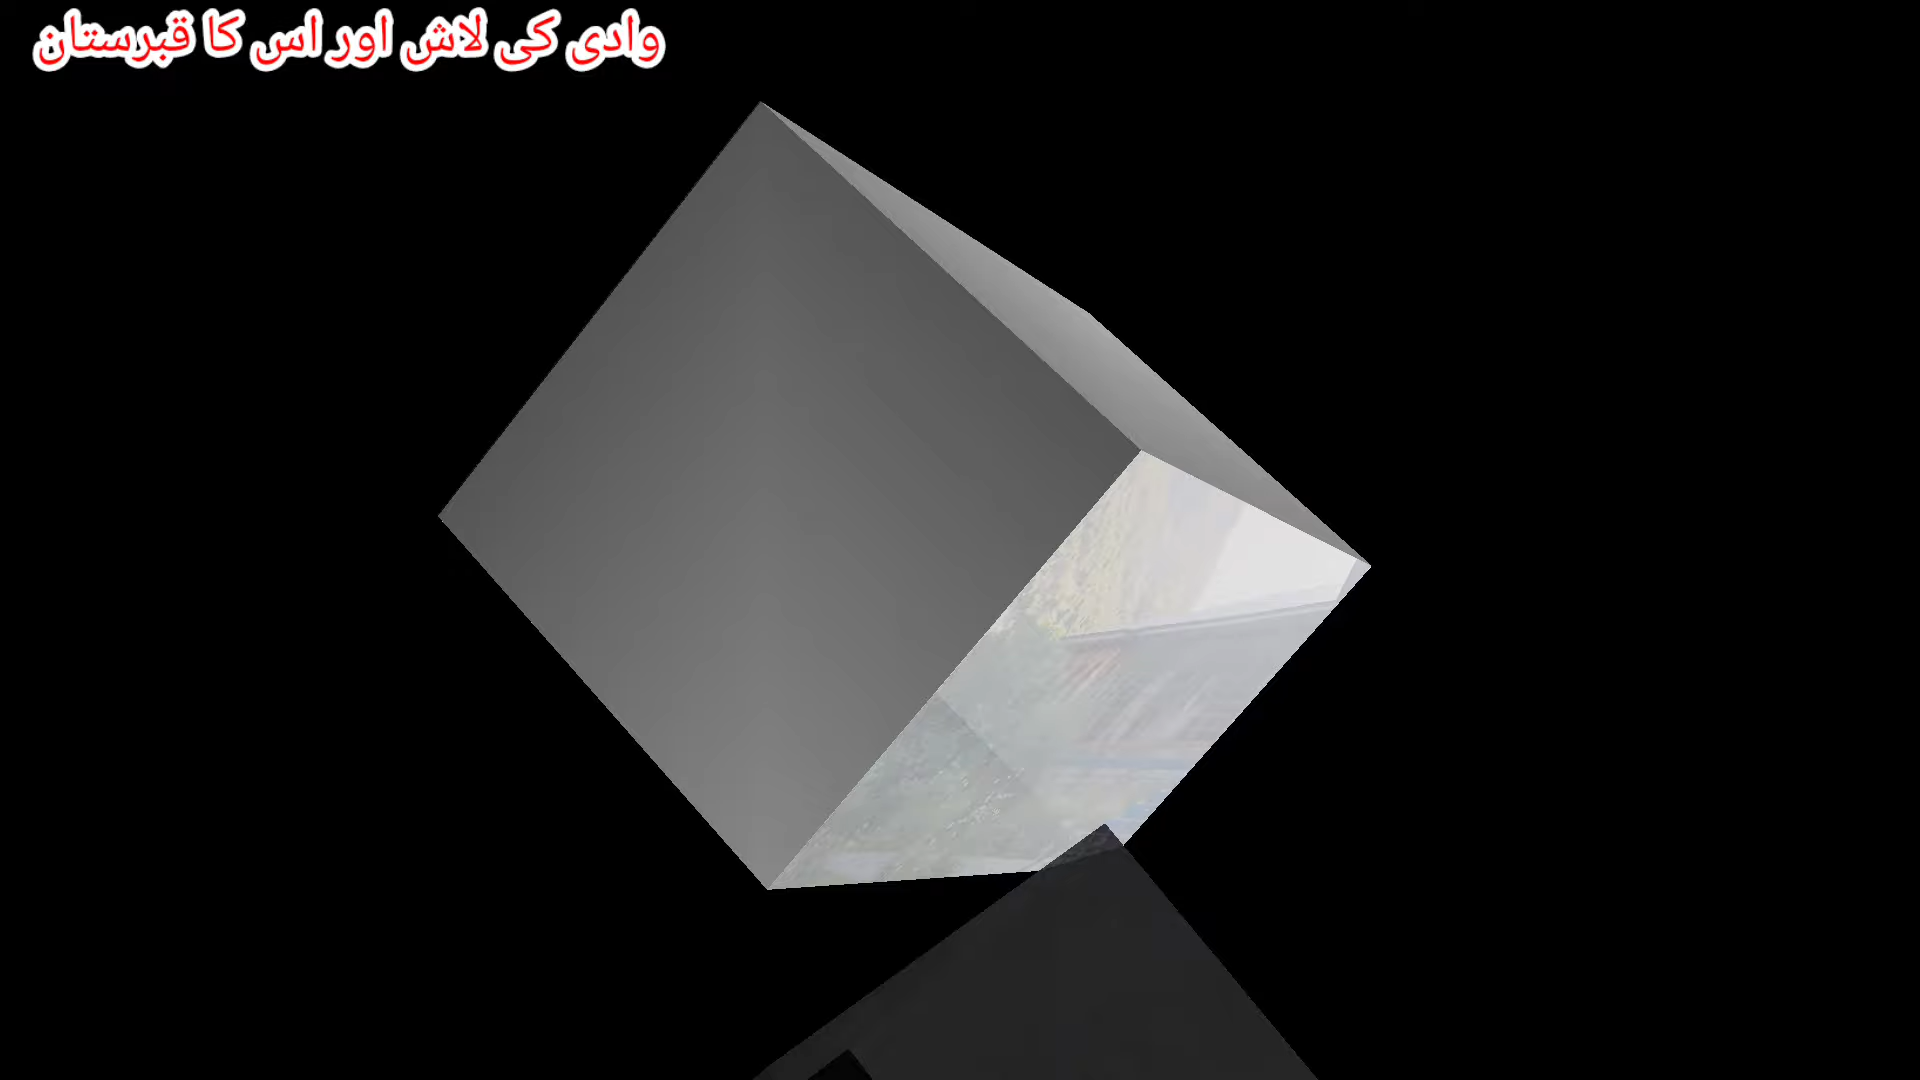 وادی کی لاش اور اس کا قبرستان